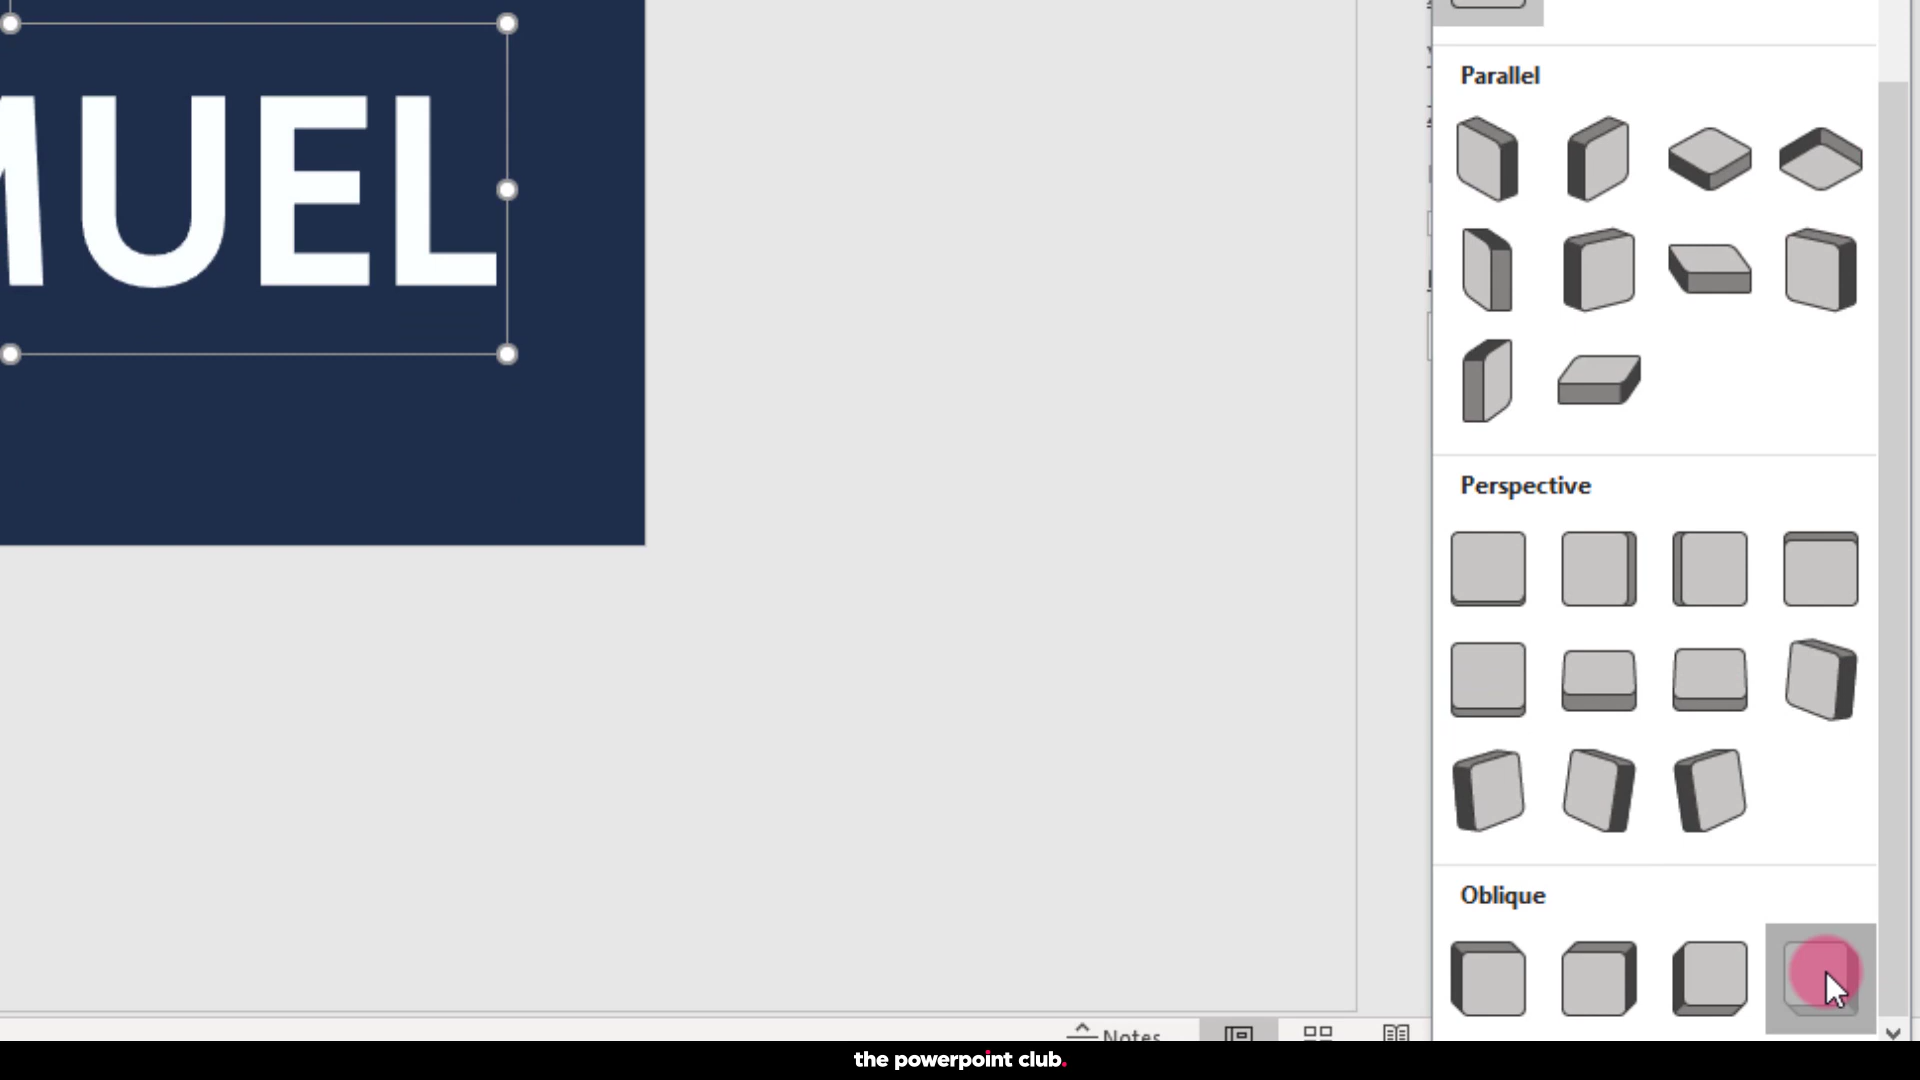 MUEL
Parallel
Perspective
Oblique
Notes
the powerpoint club.